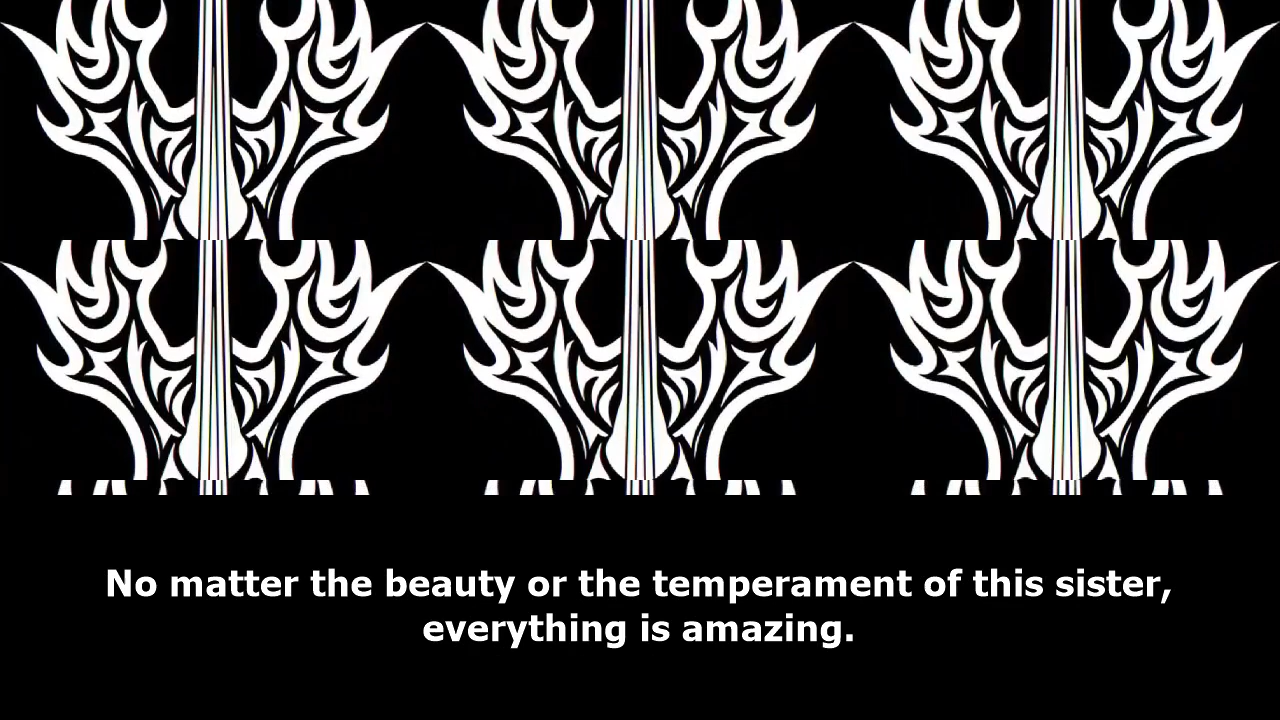 No matter the beauty or the temperament of this sister,
everything is amazing.